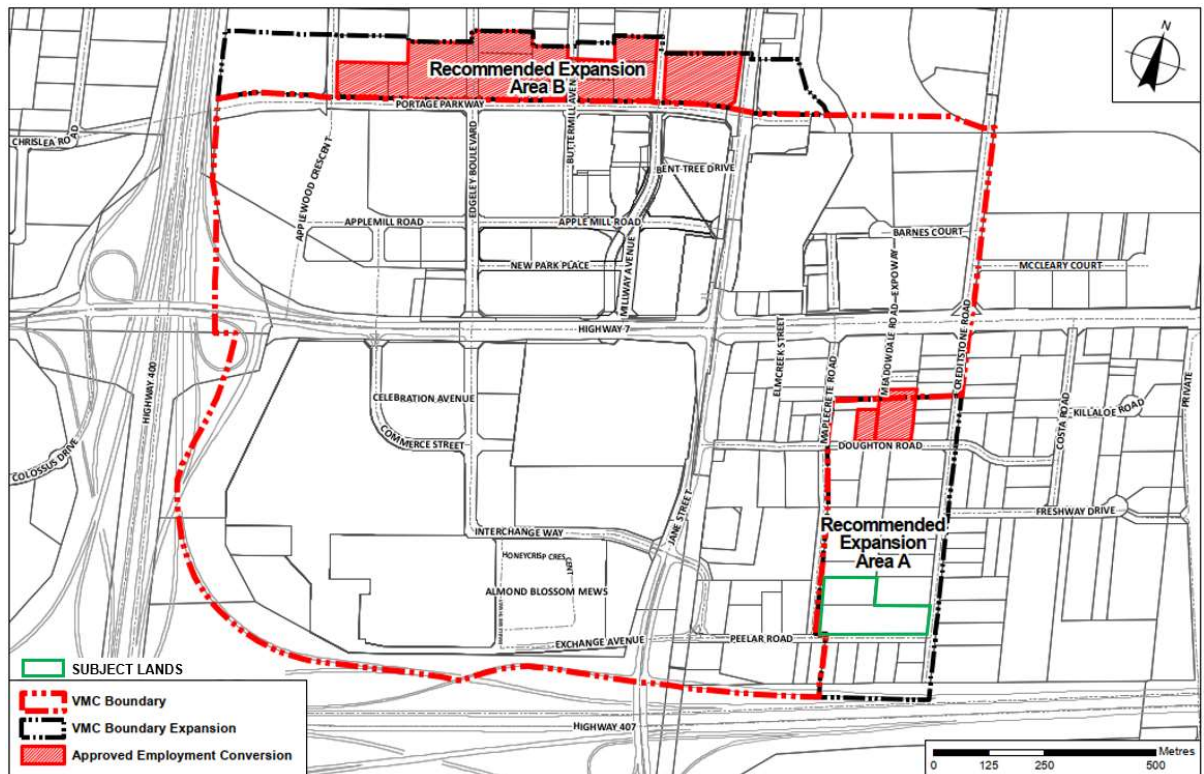 N
Recommended Expansion
Area B
PORTAGE PARKWAY
CHRISLEA ROAD
APPLEWOOD CRESCENT
EDGELEY BOULEVARD
BUTTERMILL AVEN
BENT TREE DRIVE
APPLEMILL ROAD
APPLE MILL ROAD
BARNES COURT
NEW PARK PLACE
MILLWAY AVENUE
MCCLEARY COURT
MEADOWDALE ROAD
EXPOWAY
HIGHWAY 7
ELMCREEK STREET
MAPLECRETE ROAD
CREDITSTONE ROAD
HIGHWAY 400
CELEBRATION AVENUE
COMMERCE STREET
COSTA ROAD
KILLALOE ROAD
PRIVATE
COLOSSUS DRIVE
DOUGHTON ROAD
JANE STREET
FRESHWAY DRIVE
INTERCHANGE WAY
Recommended
Expansion
Area A
HONEYCRISP CRESCENT
ALMOND BLOSSOM MEWS
EXCHANGE AVENUE
PEELAR ROAD
HIGHWAY 407
SUBJECT LANDS
VMC Boundary
VMC Boundary Expansion
Approved Employment Conversion
Metres
0 125 250 500